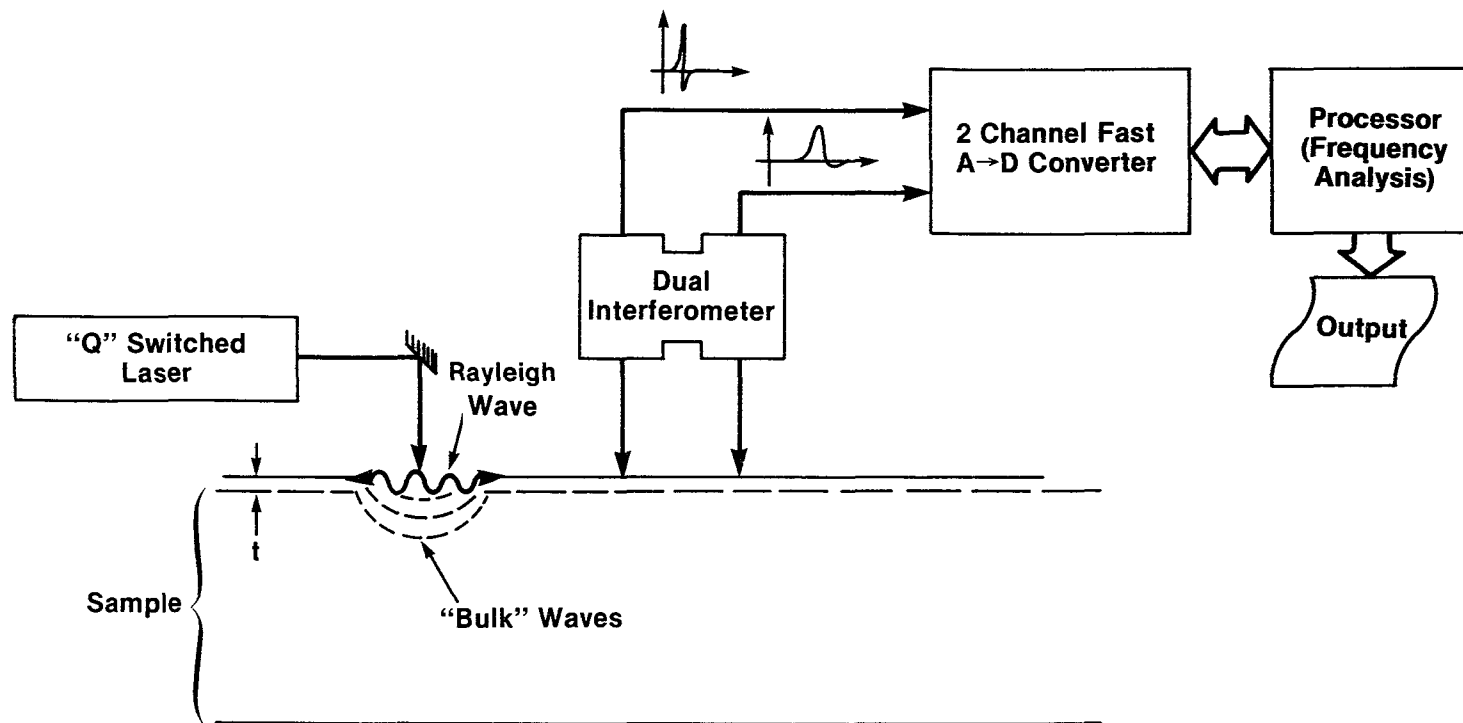 2 Channel Fast
A→D Converter
Processor
(Frequency
Analysis)
Dual
Interferometer
Output
“Q” Switched
Laser
Rayleigh
Wave
t
Sample
“Bulk” Waves